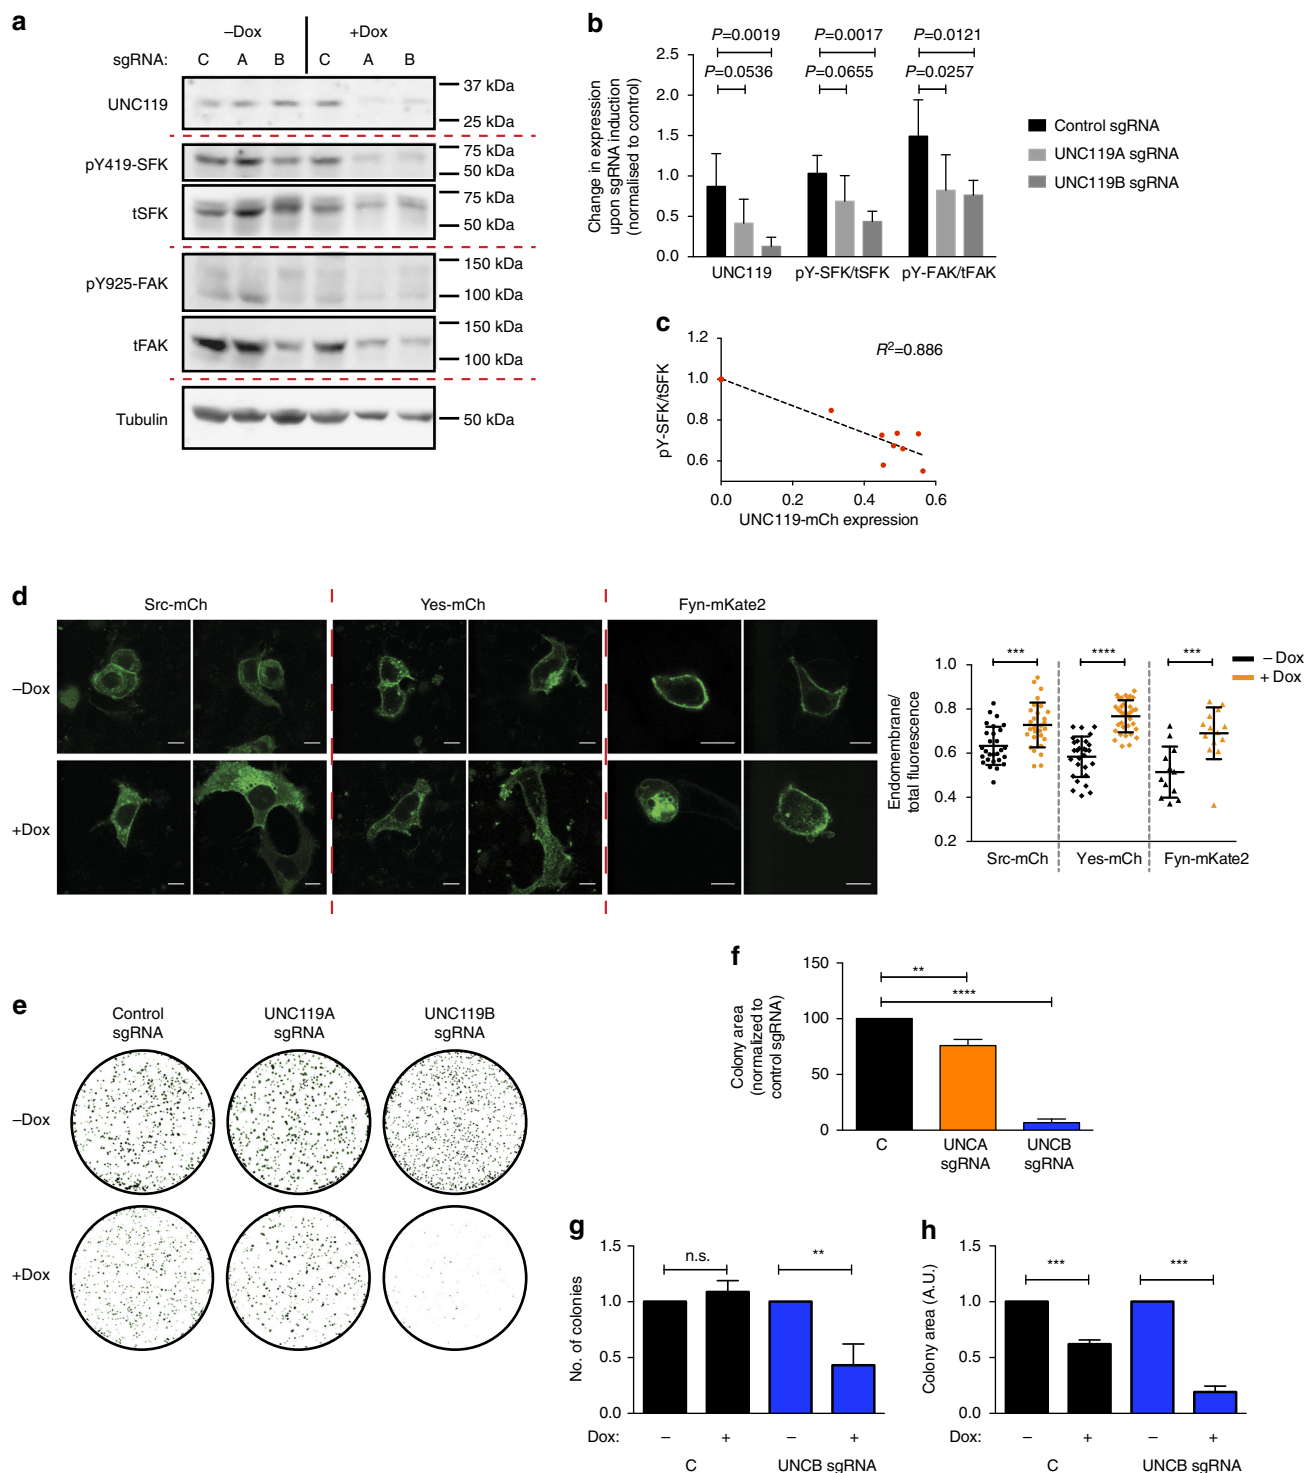 a
–Dox +Dox
sgRNA: C A B C A B
UNC119
37 kDa
25 kDa
pY419-SFK
75 kDa
50 kDa
tSFK
75 kDa
50 kDa
pY925-FAK
150 kDa
100 kDa
tFAK
150 kDa
100 kDa
Tubulin
50 kDa
b
Change in expression
upon sgRNA induction
(normalised to control)
2.5
2.0
1.5
1.0
0.5
0.0
P=0.0019 P=0.0017 P=0.0121
P=0.0536 P=0.0655 P=0.0257
UNC119 pY-SFK/tSFK pY-FAK/tFAK
Control sgRNA
UNC119A sgRNA
UNC119B sgRNA
c
pY-SFK/tSFK
1.2
1.0
0.8
0.6
R²=0.886
0.0 0.2 0.4 0.6
UNC119-mCh expression
d
Src-mCh Yes-mCh Fyn-mKate2
–Dox
+Dox
Endomembrane/
total fluorescence
1.0
0.8
0.6
0.4
0.2
*** **** ***
– Dox
+ Dox
Src-mCh Yes-mCh Fyn-mKate2
e
Control
sgRNA
UNC119A
sgRNA
UNC119B
sgRNA
–Dox
+Dox
f
Colony area
(normalized to
control sgRNA)
150
100
50
0
**
****
C
UNCA
sgRNA
UNCB
sgRNA
g
No. of colonies
1.5
1.0
0.5
0.0
n.s. **
Dox: – + – +
C UNCB sgRNA
h
Colony area (A.U.)
1.5
1.0
0.5
0.0
*** ***
Dox: – + – +
C UNCB sgRNA